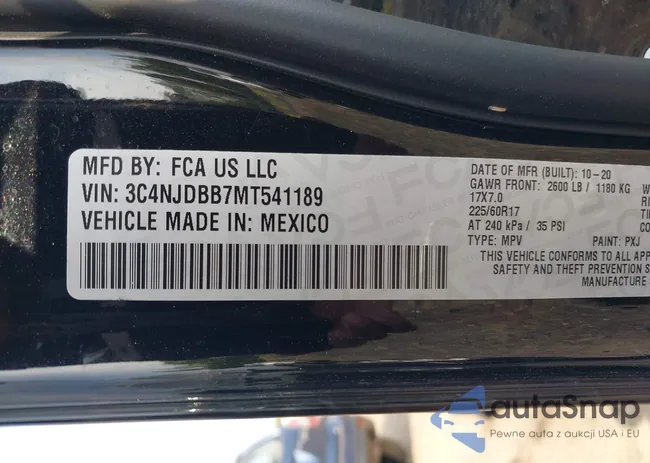 MFD BY: FCA US LLC
VIN: 3C4NJDBB7MT541189
VEHICLE MADE IN: MEXICO
DATE OF MFR (BUILT): 10-20
GAWR FRONT: 2600 LB / 1180 KG
17X7.0
225/60R17
AT 240 kPa / 35 PSI
TYPE: MPV PAINT: PXJ
THIS VEHICLE CONFORMS TO ALL APP
SAFETY AND THEFT PREVENTION S
MANUFACTURE
autoSnap
Pewne auta z aukcji USA i EU